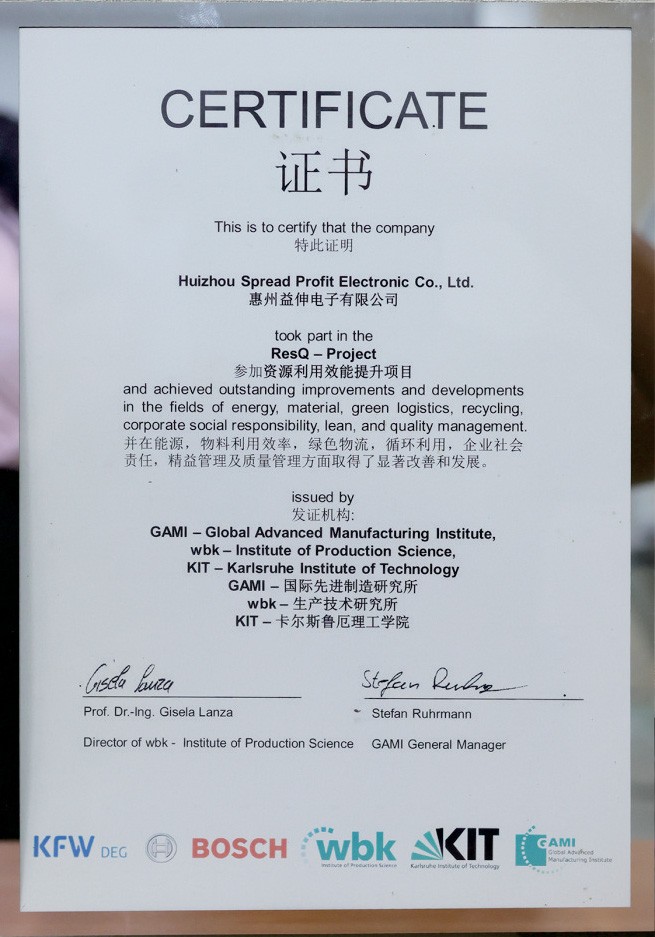 CERTIFICATE
证书
This is to certify that the company
特此证明
Huizhou Spread Profit Electronic Co., Ltd.
惠州益伸电子有限公司
took part in the
ResQ – Project
参加资源利用效能提升项目
and achieved outstanding improvements and developments
in the fields of energy, material, green logistics, recycling,
corporate social responsibility, lean, and quality management.
并在能源，物料利用效率，绿色物流，循环利用，企业社会
责任，精益管理及质量管理方面取得了显著改善和发展。
issued by
发证机构:
GAMI – Global Advanced Manufacturing Institute,
wbk – Institute of Production Science,
KIT – Karlsruhe Institute of Technology
GAMI – 国际先进制造研究所
wbk – 生产技术研究所
KIT – 卡尔斯鲁厄理工学院
Gisela Lanza
Stefan Ruhrmann
Prof. Dr.-Ing. Gisela Lanza
Stefan Ruhrmann
Director of wbk - Institute of Production Science
GAMI General Manager
KFW DEG
BOSCH
wbk
Institute of Production Science
KIT
Karlsruhe Institute of Technology
GAMI
Global Advanced
Manufacturing Institute